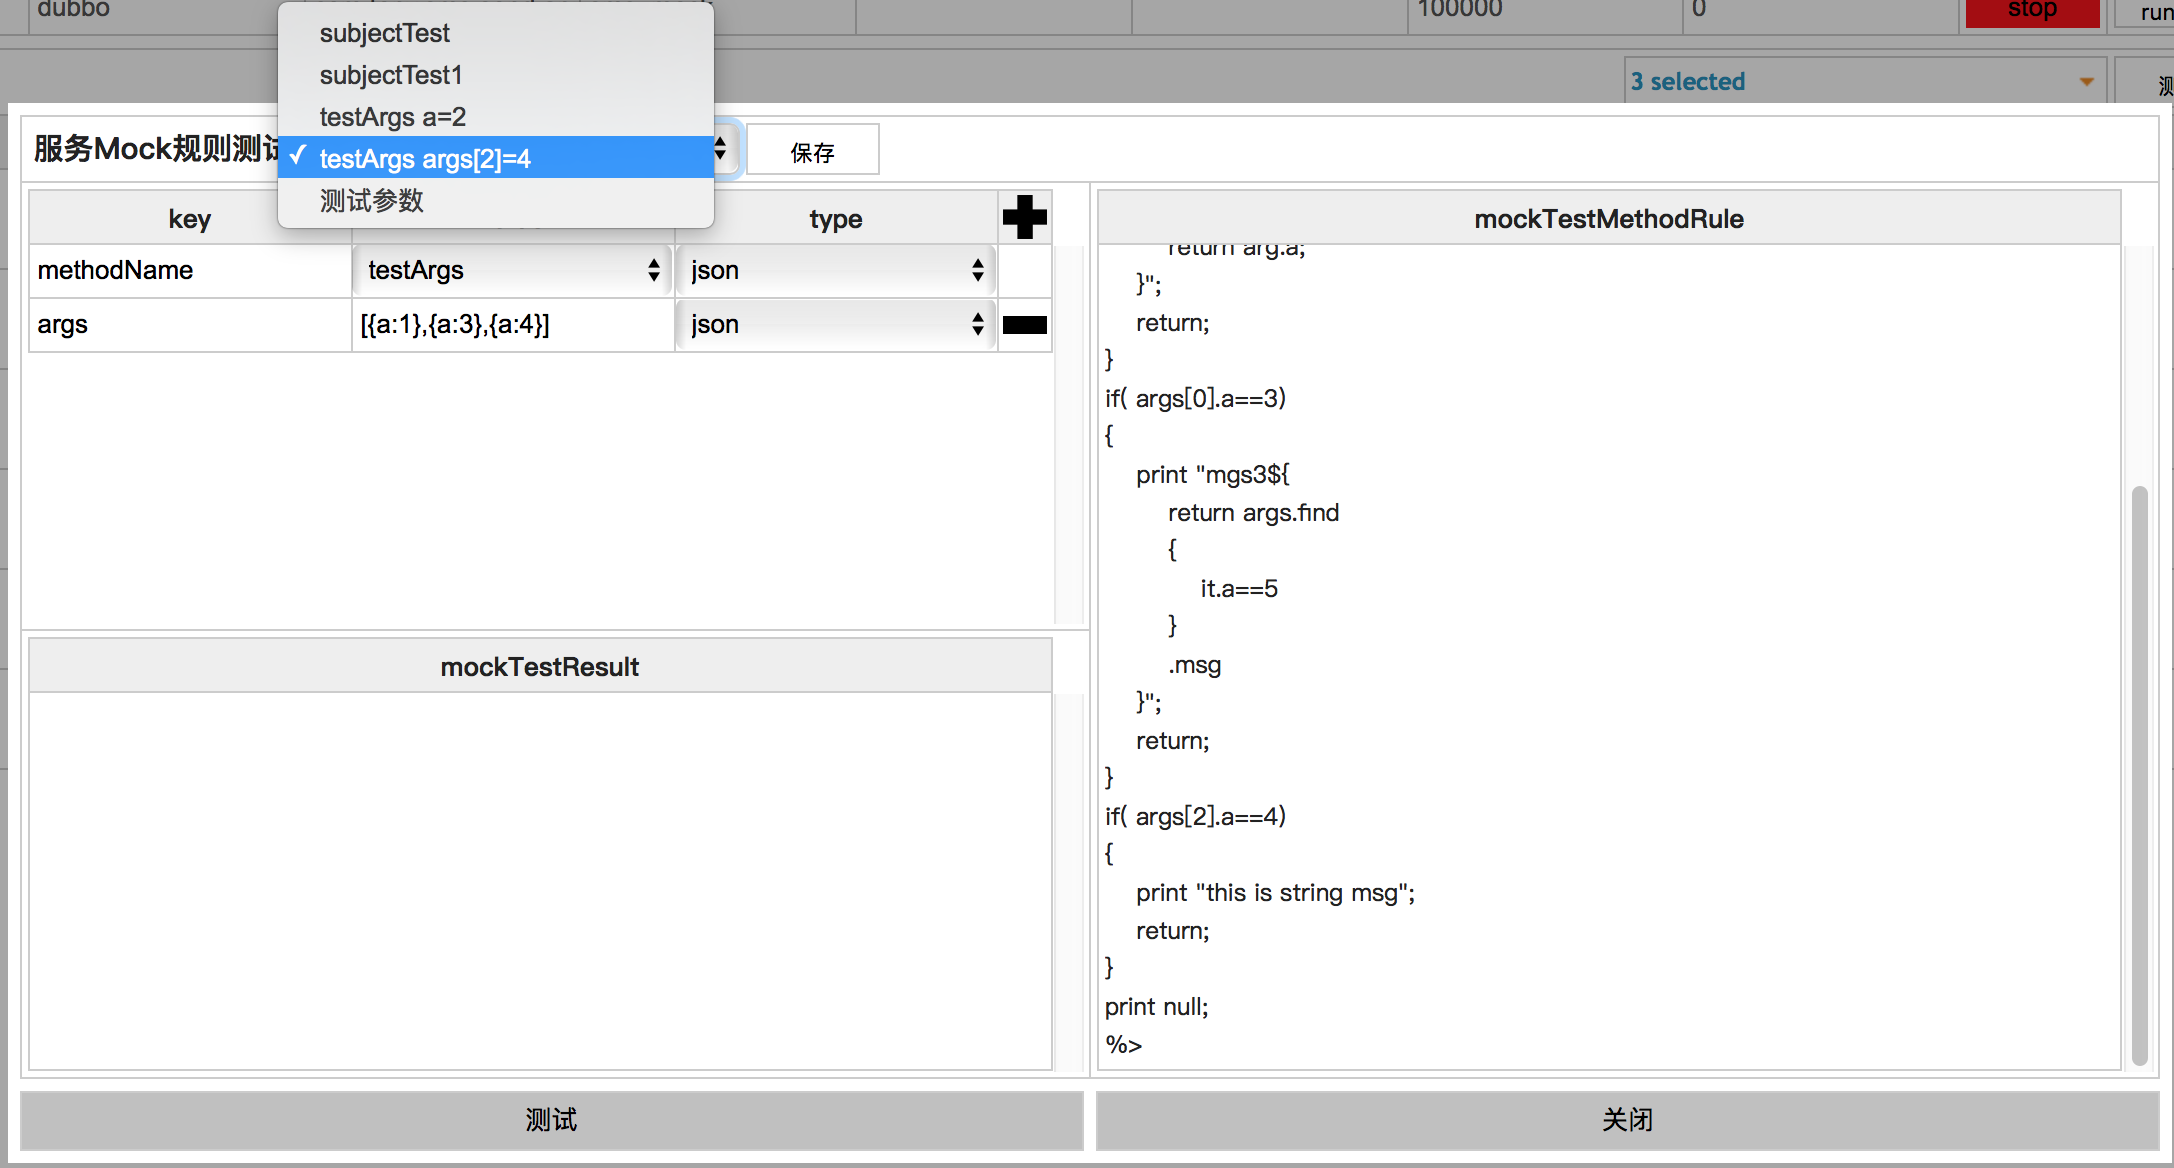 dubbo
100000
0
stop
run
3 selected
测
subjectTest
subjectTest1
testArgs a=2
✓ testArgs args[2]=4
测试参数
服务Mock规则测试
保存
key
type
methodName
testArgs
json
args
[{a:1},{a:3},{a:4}]
json
mockTestResult
mockTestMethodRule
return arg.a;
}";
return;
}
if( args[0].a==3)
{
print "mgs3${
return args.find
{
it.a==5
}
.msg
}";
return;
}
if( args[2].a==4)
{
print "this is string msg";
return;
}
print null;
%>
测试
关闭